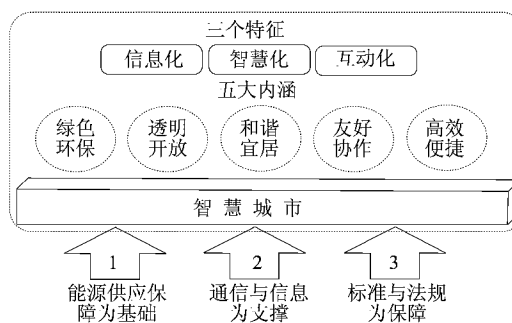 三个特征
信息化 智慧化 互动化
五大内涵
绿色 透明 和谐 友好 高效
环保 开放 宜居 协作 便捷
智慧城市
1 2 3
能源供应保 通信与信息 标准与法规
障为基础 为支撑 为保障